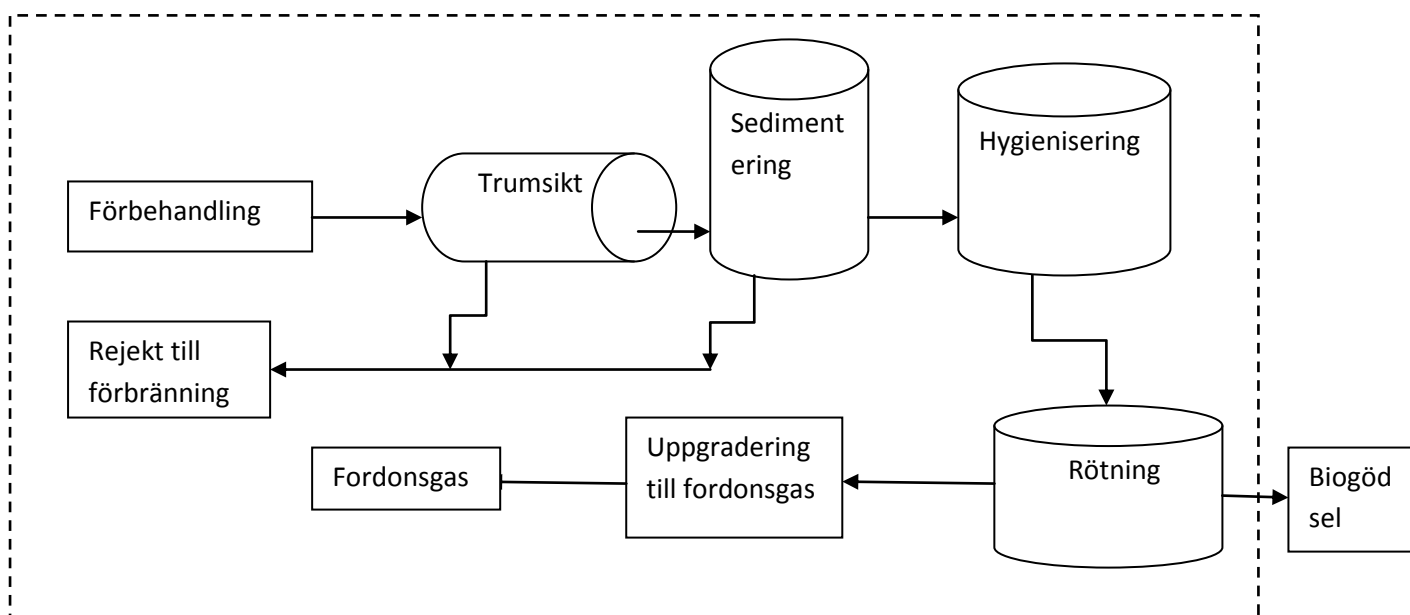 Förbehandling
Trumsikt
Sediment
ering
Hygienisering
Rejekt till
förbränning
Fordonsgas
Uppgradering
till fordonsgas
Rötning
Biogöd
sel